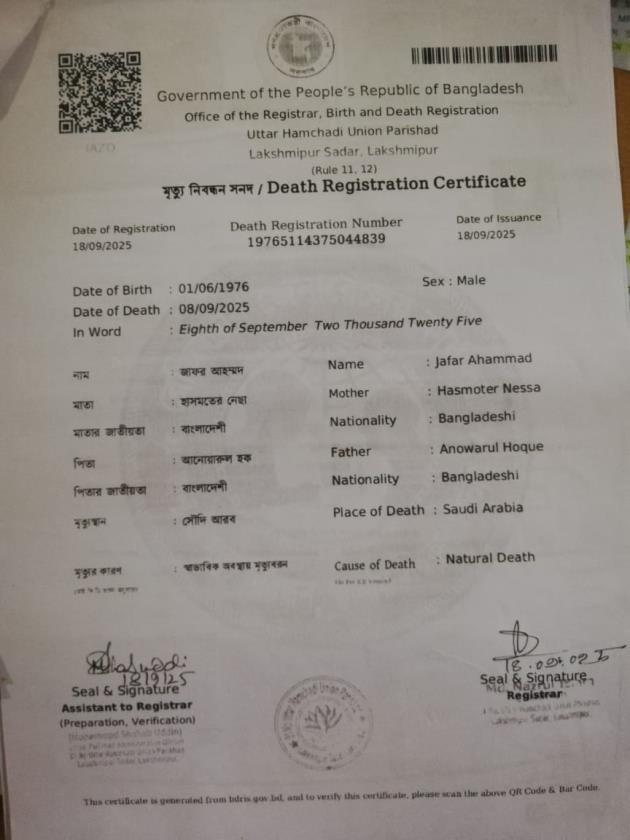 Government of the People's Republic of Bangladesh
Office of the Registrar, Birth and Death Registration
Uttar Hamchadi Union Parishad
Lakshmipur Sadar, Lakshmipur
(Rule 11, 12)
মৃত্যু নিবন্ধন সনদ / Death Registration Certificate
Date of Registration Death Registration Number Date of Issuance
18/09/2025 19765114375044839 18/09/2025
Date of Birth : 01/06/1976 Sex : Male
Date of Death : 08/09/2025
In Word : Eighth of September Two Thousand Twenty Five
নাম : জাফর আহম্মদ Name : Jafar Ahammad
মাতা : হাসমতের নেছা Mother : Hasmoter Nessa
মাতার জাতীয়তা : বাংলাদেশী Nationality : Bangladeshi
পিতা : আনোয়ারুল হক Father : Anowarul Hoque
পিতার জাতীয়তা : বাংলাদেশী Nationality : Bangladeshi
মৃত্যুস্থান : সৌদি আরব Place of Death : Saudi Arabia
মৃত্যুর কারণ : স্বাভাবিক অবস্থায় মৃত্যুবরন Cause of Death : Natural Death
18/9/25
Seal & Signature Seal & Signature
Assistant to Registrar Registrar
(Preparation, Verification)
Lakshmipur Sadar, Lakshmipur.
This certificate is generated from bdris.gov.bd, and to verify this certificate, please scan the above QR Code & Bar Code.